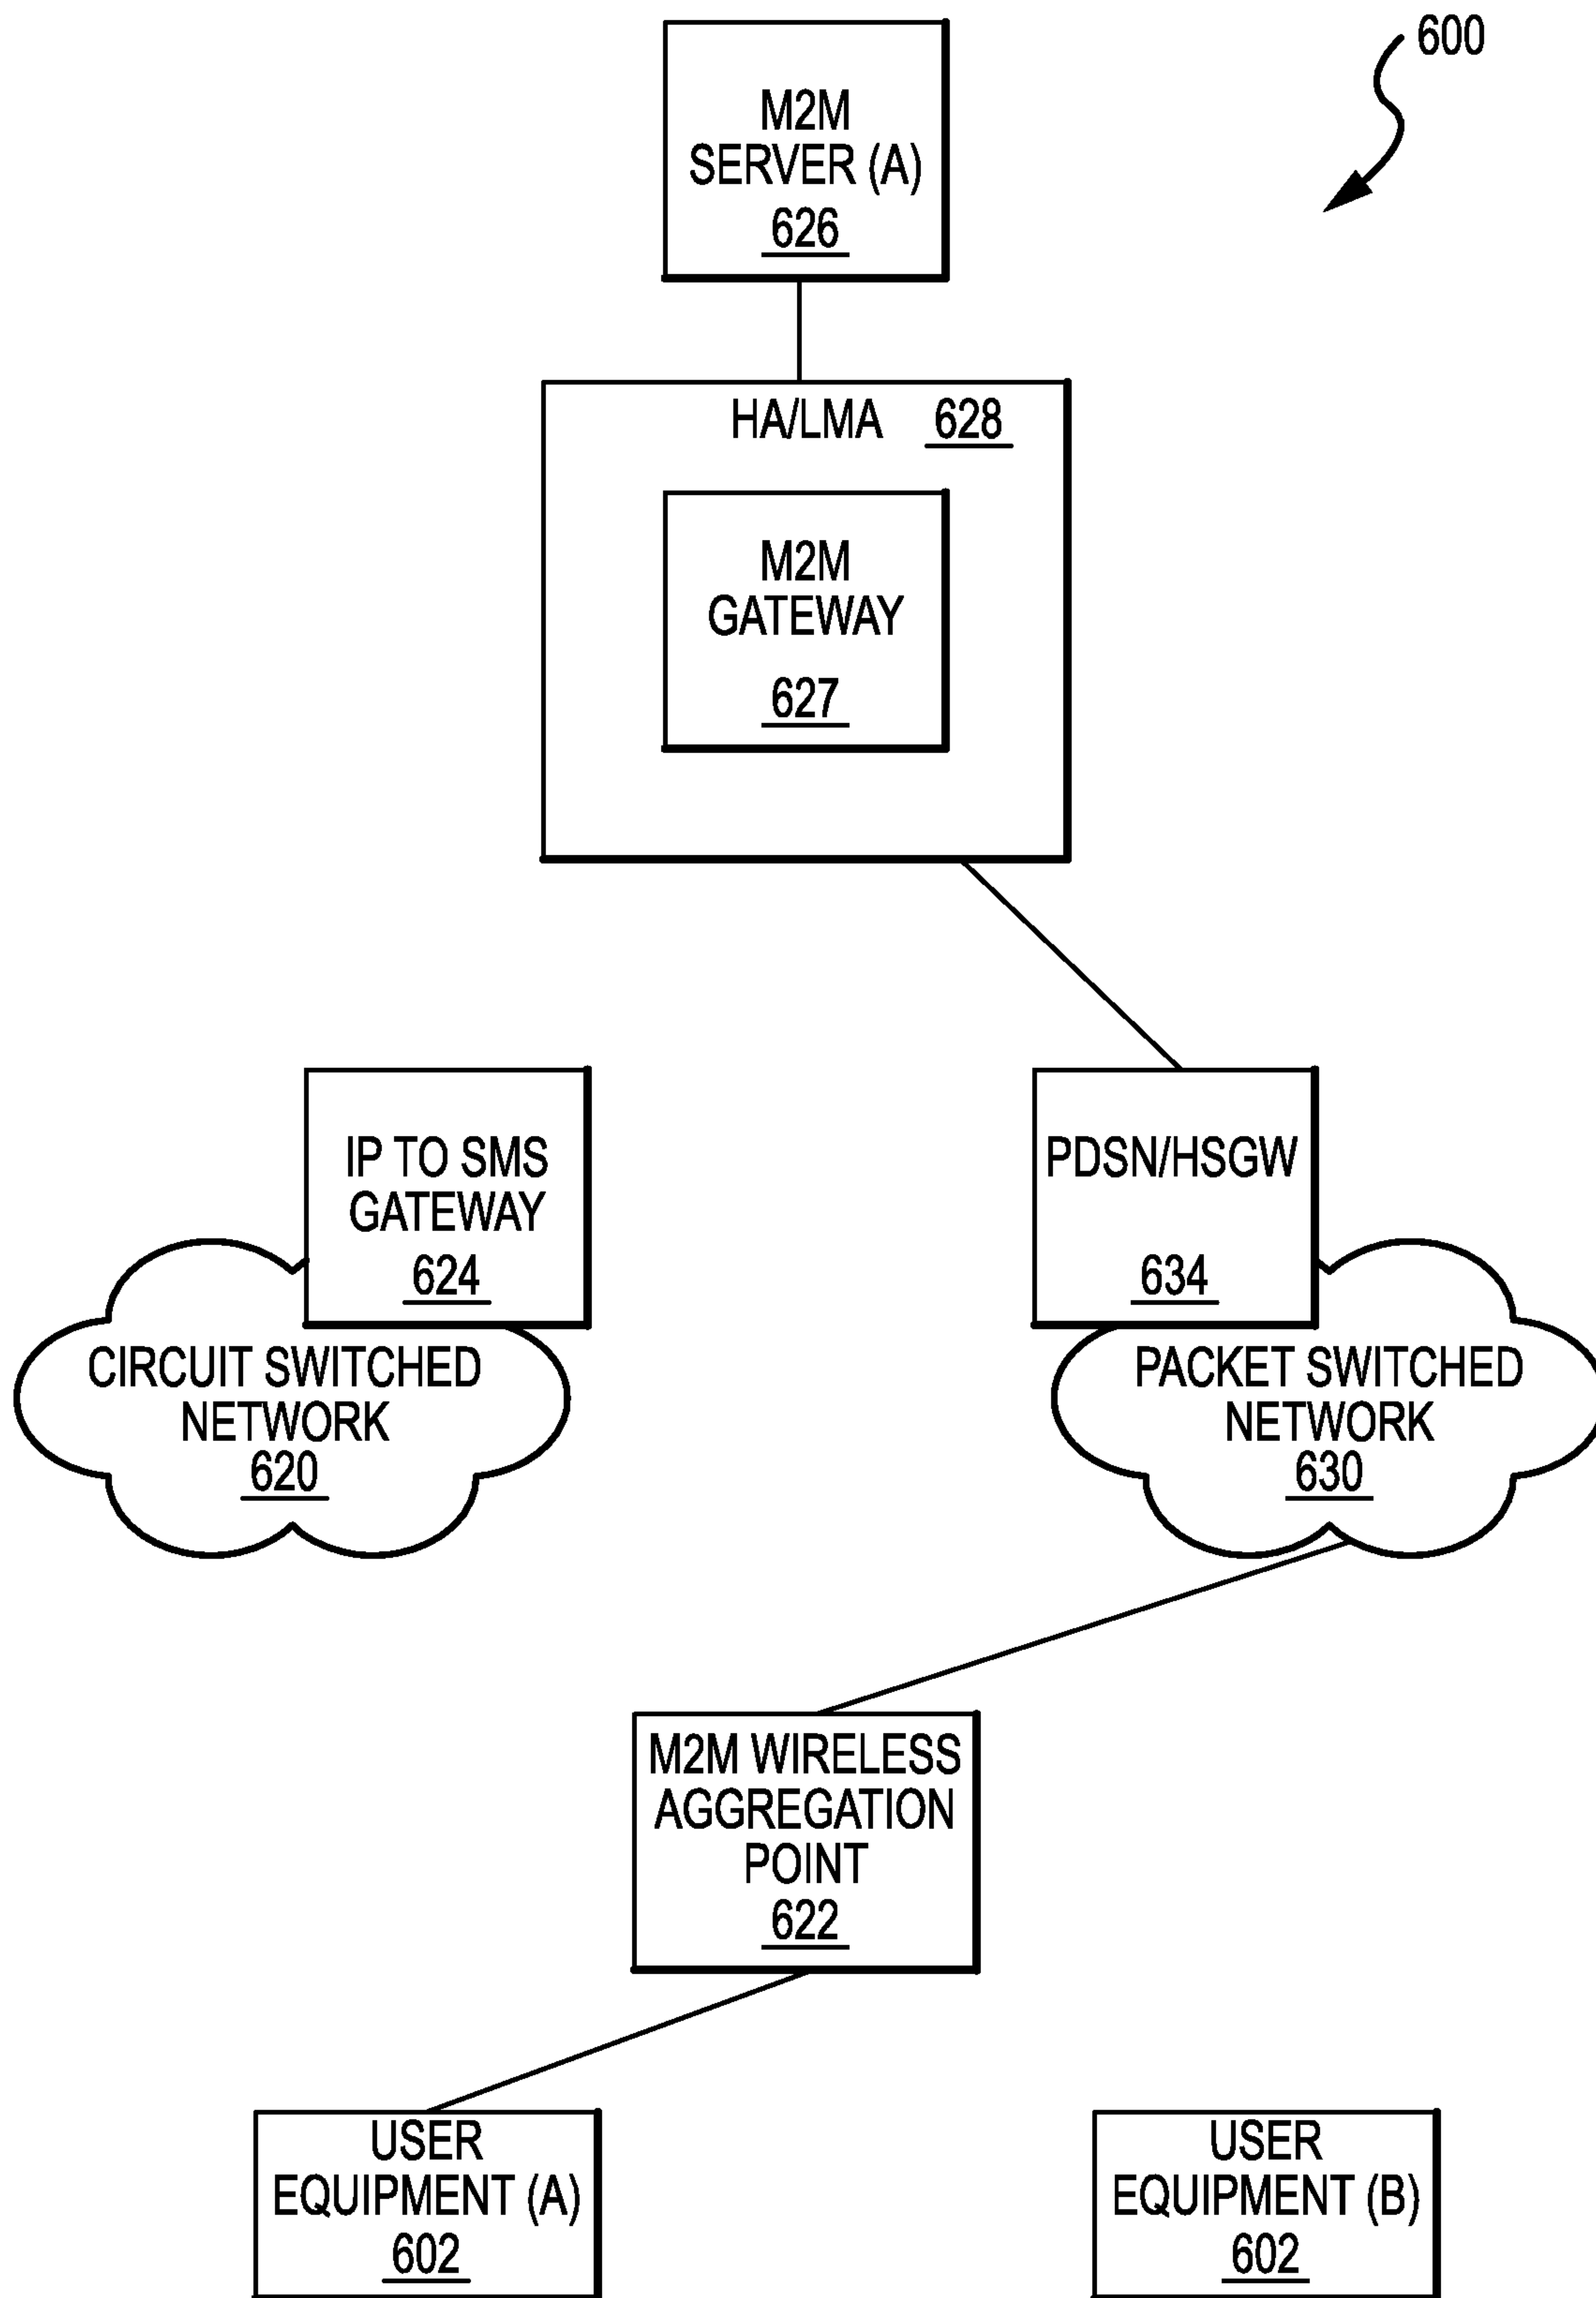 600
M2M
SERVER (A)
626
HA/LMA 628
M2M
GATEWAY
627
IP TO SMS
GATEWAY
624
CIRCUIT SWITCHED
NETWORK
620
PDSN/HSGW
634
PACKET SWITCHED
NETWORK
630
M2M WIRELESS
AGGREGATION
POINT
622
USER
EQUIPMENT (A)
602
USER
EQUIPMENT (B)
602